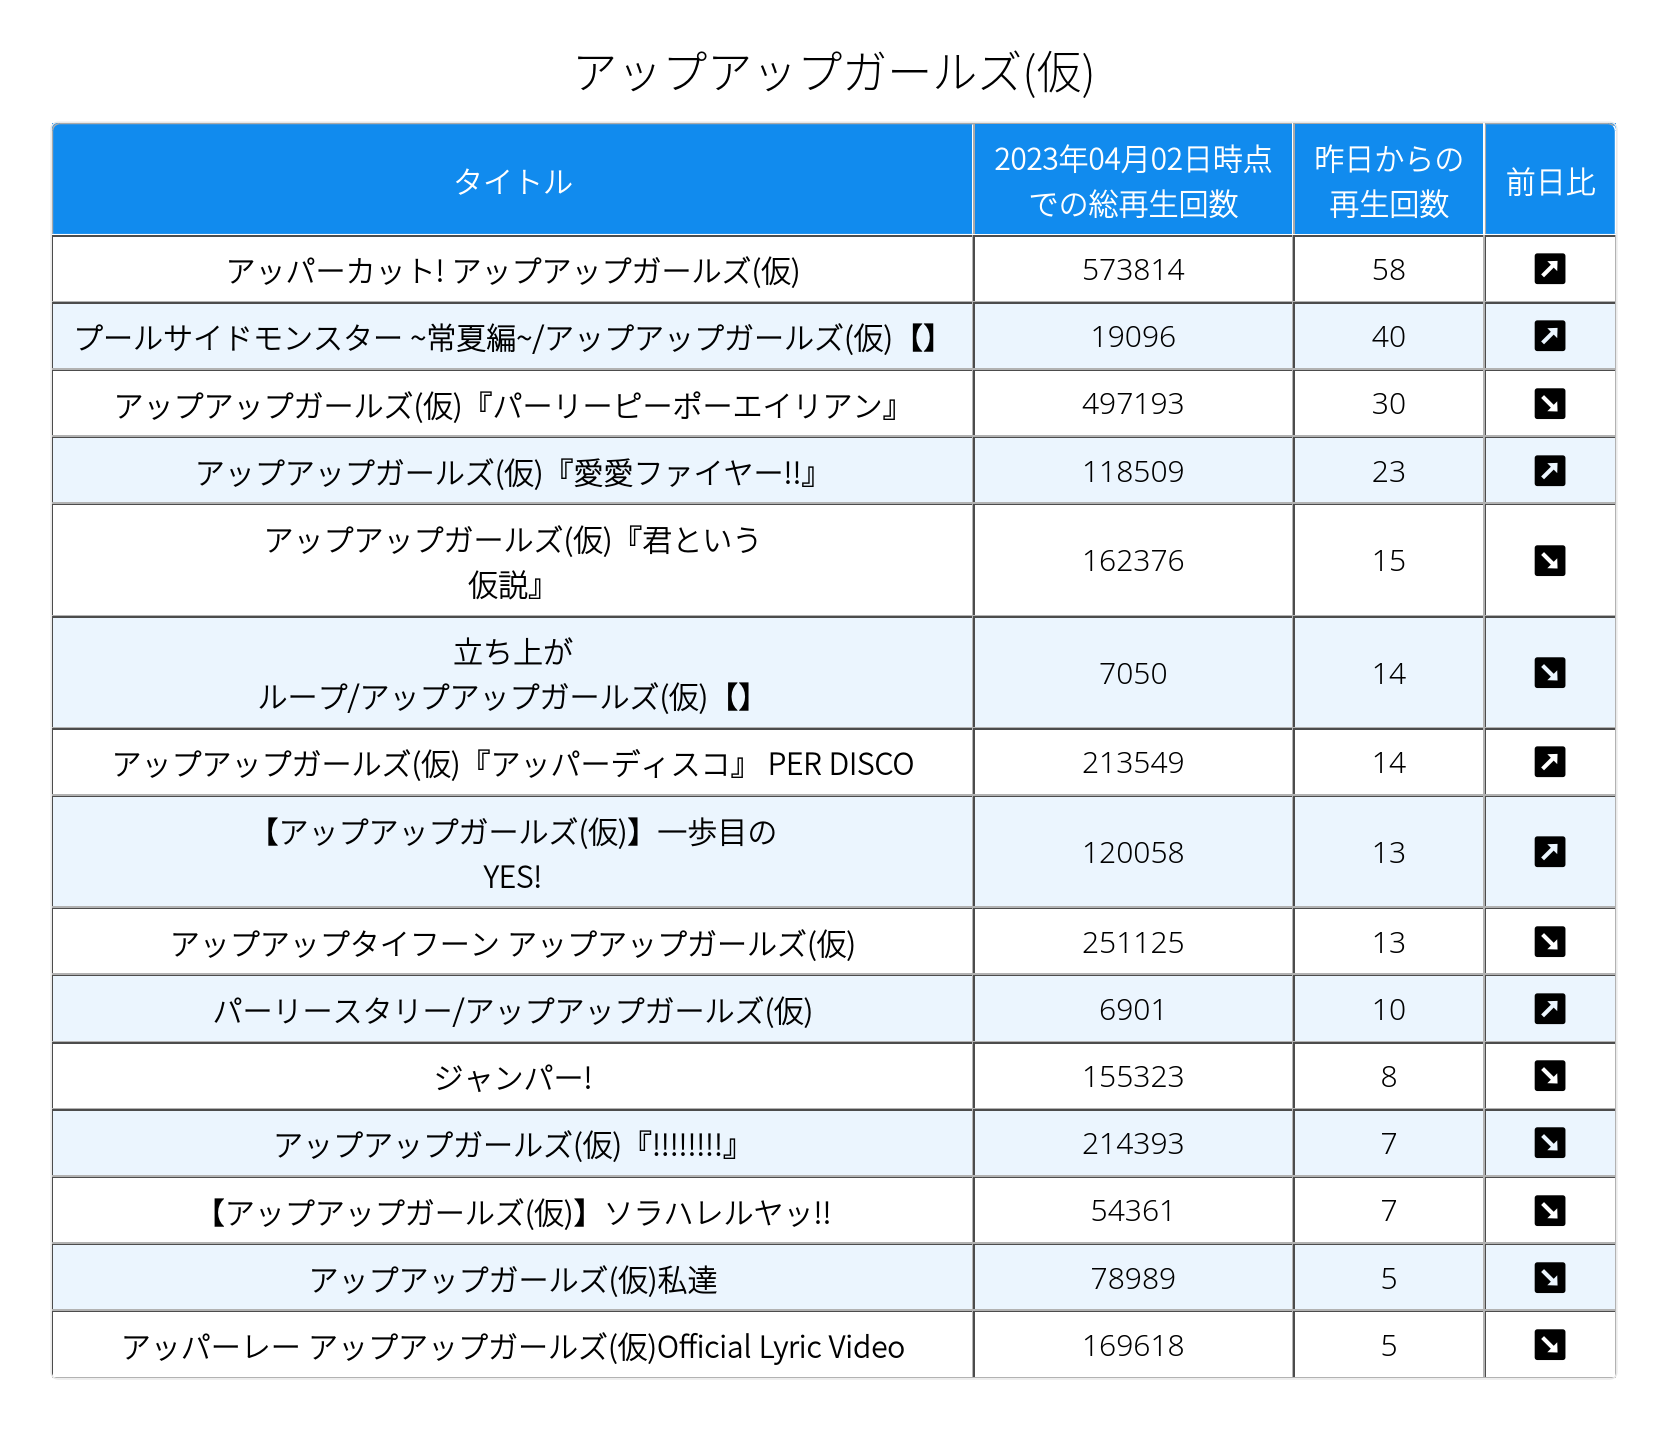 アップアップガールズ(仮)
タイトル
2023年04月02日時点
での総再生回数
昨日からの
再生回数
前日比
アッパーカット! アップアップガールズ(仮)
573814
58
プールサイドモンスター ~常夏編~/アップアップガールズ(仮)【】
19096
40
アップアップガールズ(仮)『パーリーピーポーエイリアン』
497193
30
アップアップガールズ(仮)『愛愛ファイヤー!!』
118509
23
アップアップガールズ(仮)『君という
仮説』
162376
15
立ち上が
ループ/アップアップガールズ(仮)【】
7050
14
アップアップガールズ(仮)『アッパーディスコ』 PER DISCO
213549
14
【アップアップガールズ(仮)】一歩目の
YES!
120058
13
アップアップタイフーン アップアップガールズ(仮)
251125
13
パーリースタリー/アップアップガールズ(仮)
6901
10
ジャンパー!
155323
8
アップアップガールズ(仮)『!!!!!!!!』
214393
7
【アップアップガールズ(仮)】ソラハレルヤッ!!
54361
7
アップアップガールズ(仮)私達
78989
5
アッパーレー アップアップガールズ(仮)Official Lyric Video
169618
5